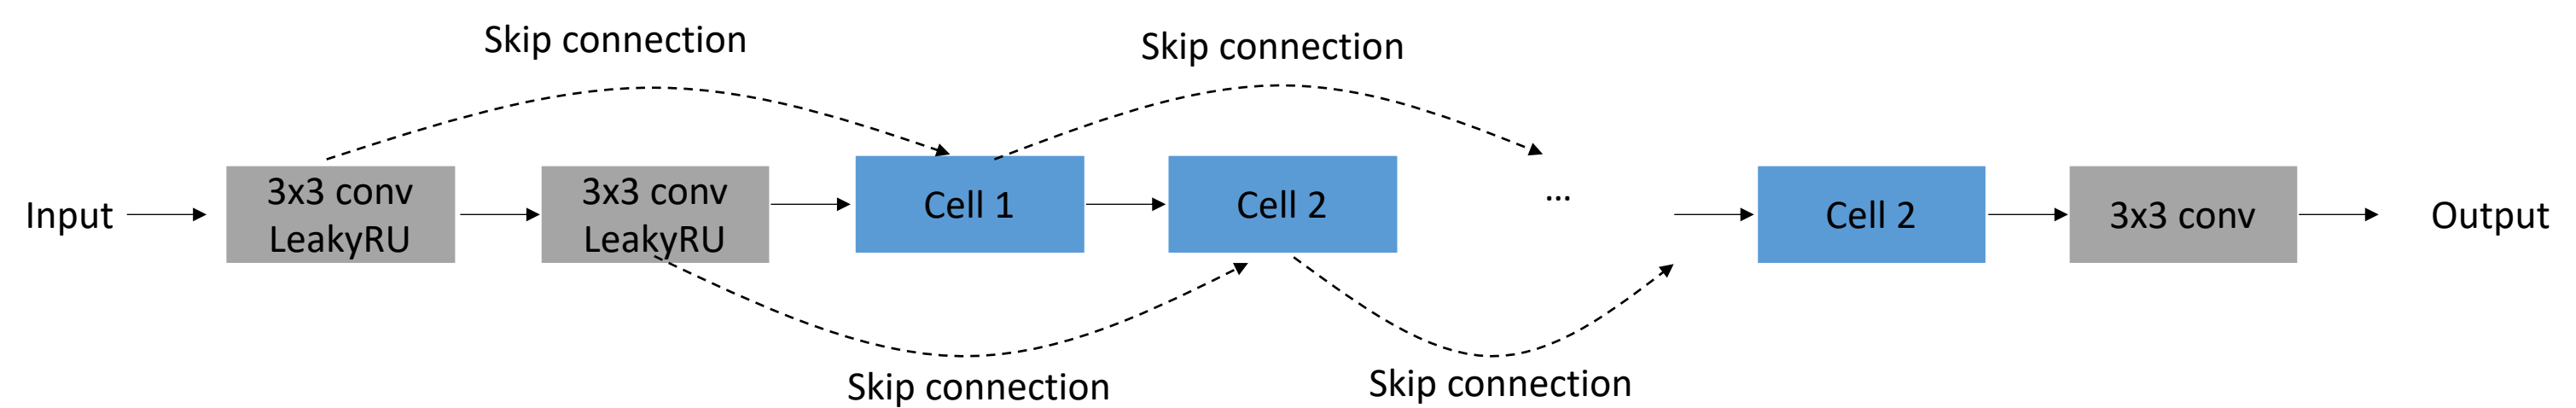 Skip connection
Skip connection
Input
3x3 conv
LeakyRU
3x3 conv
LeakyRU
Cell 1
Cell 2
...
Cell 2
3x3 conv
Output
Skip connection
Skip connection